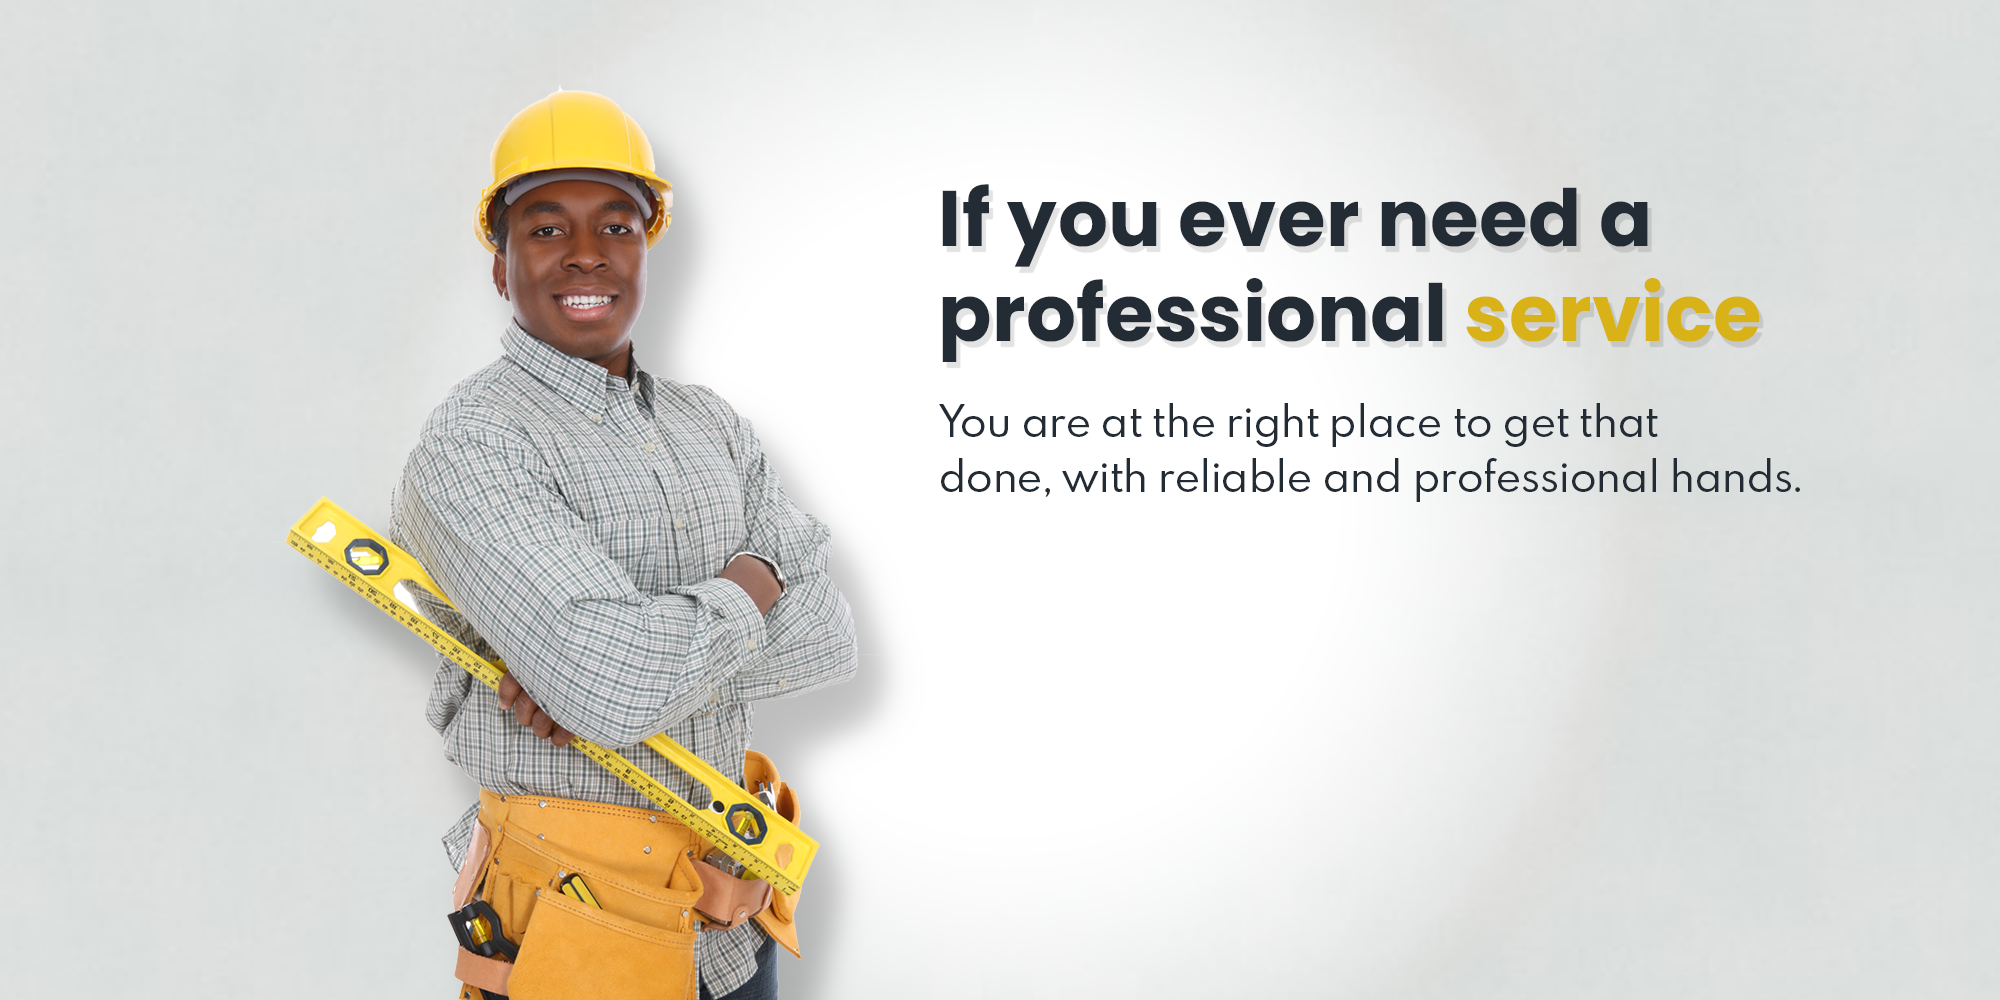 If you ever need a
professional service
You are at the right place to get that
done, with reliable and professional hands.